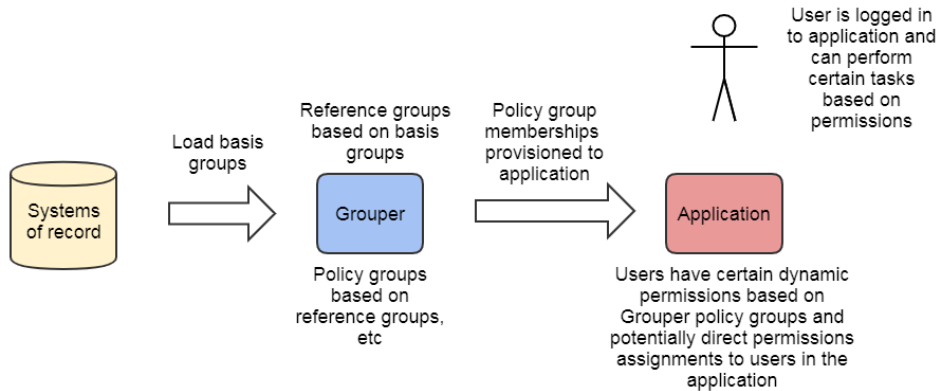 User is logged in
to application and
can perform
certain tasks
based on
permissions
Load basis
groups
Reference groups
based on basis
groups
Policy group
memberships
provisioned to
application
Systems
of record
Grouper
Application
Policy groups
based on
reference groups,
etc
Users have certain dynamic
permissions based on
Grouper policy groups and
potentially direct permissions
assignments to users in the
application